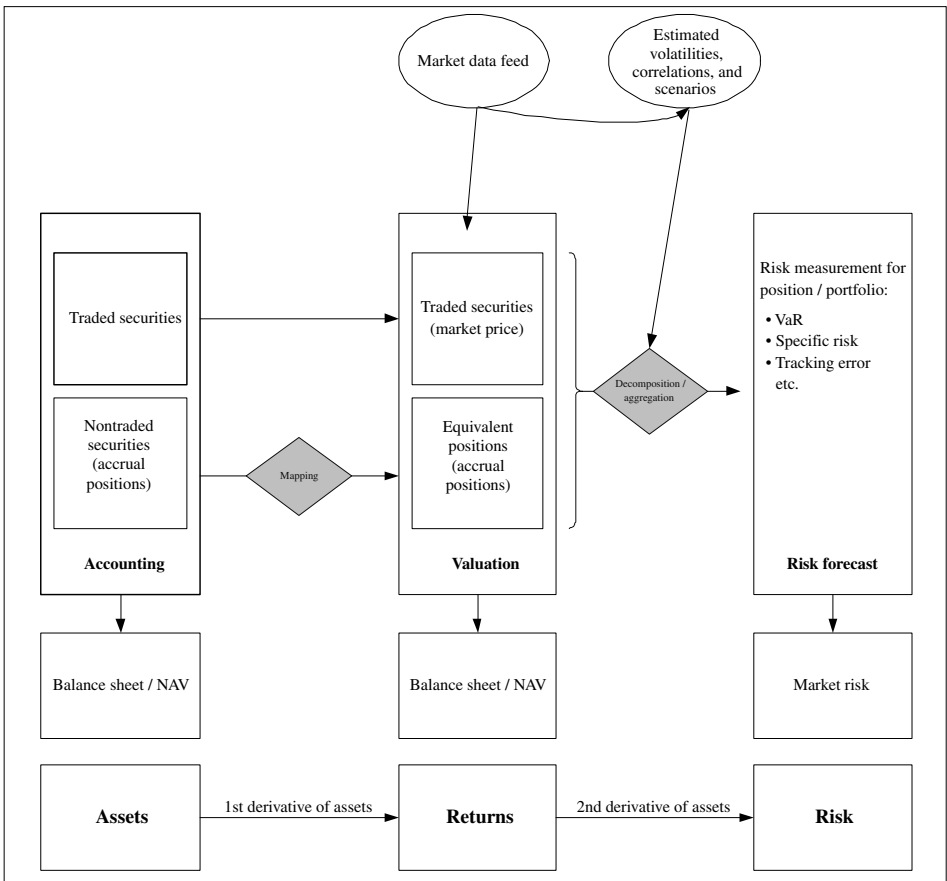 Market data feed
Estimated
volatilities,
correlations, and
scenarios
Traded securities
Nontraded
securities
(accrual
positions)
Accounting
Mapping
Traded securities
(market price)
Equivalent
positions
(accrual
positions)
Valuation
Decomposition /
aggregation
Risk measurement for
position / portfolio:
• VaR
• Specific risk
• Tracking error
etc.
Risk forecast
Balance sheet / NAV
Balance sheet / NAV
Market risk
Assets
1st derivative of assets
Returns
2nd derivative of assets
Risk